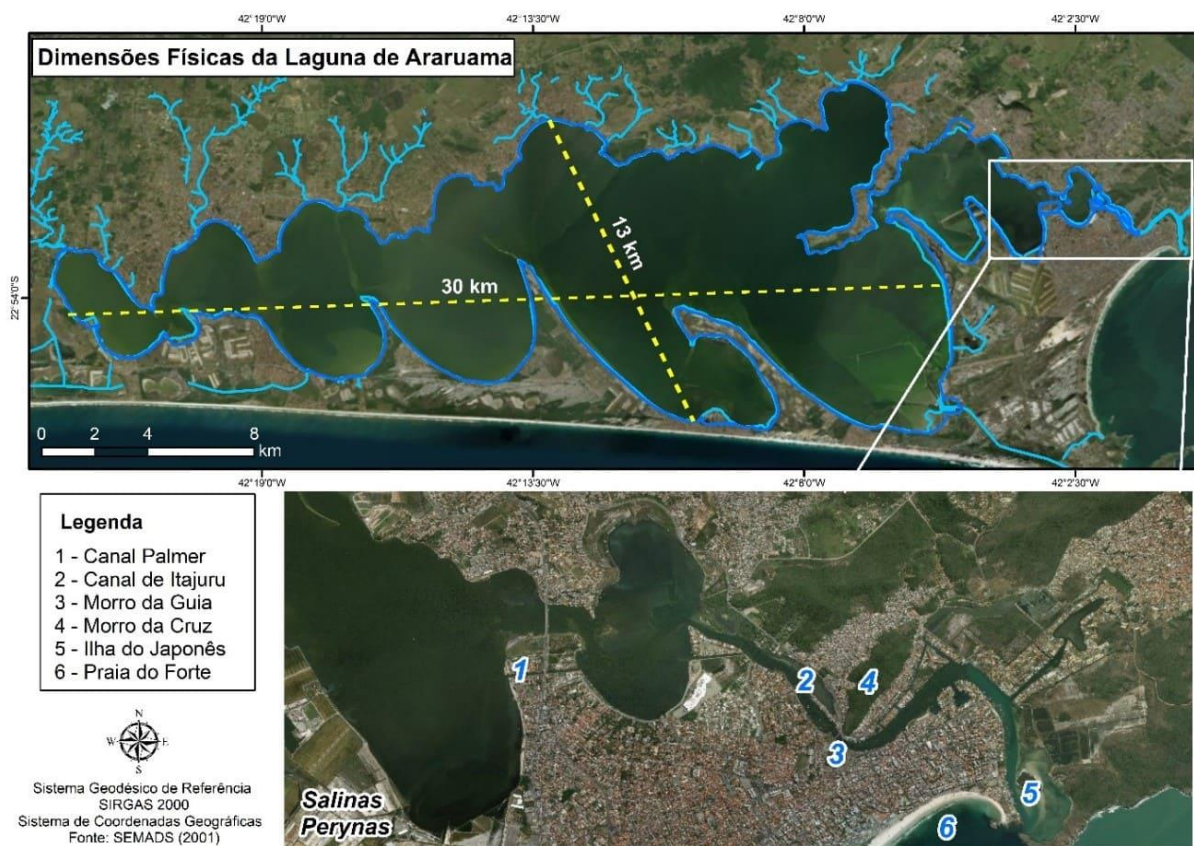 42°19'0"W
42°13'30"W
42°8'0"W
42°2'30"W
Dimensões Físicas da Laguna de Araruama
22°54'0"S
13 km
30 km
0 2 4 8
km
42°19'0"W
42°13'30"W
42°8'0"W
42°2'30"W
Legenda
1 - Canal Palmer
2 - Canal de Itajuru
3 - Morro da Guia
4 - Morro da Cruz
5 - Ilha do Japonês
6 - Praia do Forte
N
W E
S
Sistema Geodésico de Referência
SIRGAS 2000
Sistema de Coordenadas Geográficas
Fonte: SEMADS (2001)
1
2
4
3
5
6
Salinas
Perynas